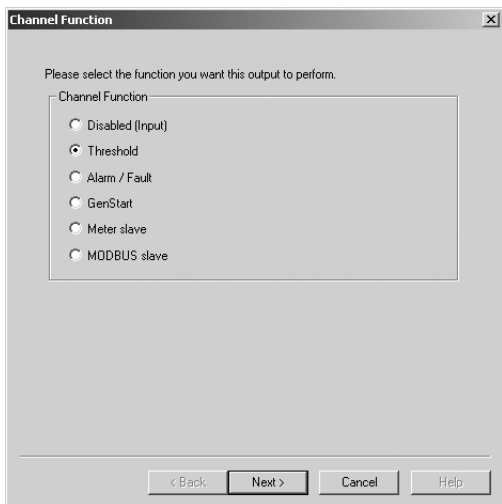 Channel Function
Please select the function you want this output to perform.
Channel Function
Disabled (Input)
Threshold
Alarm / Fault
GenStart
Meter slave
MODBUS slave
< Back Next > Cancel Help